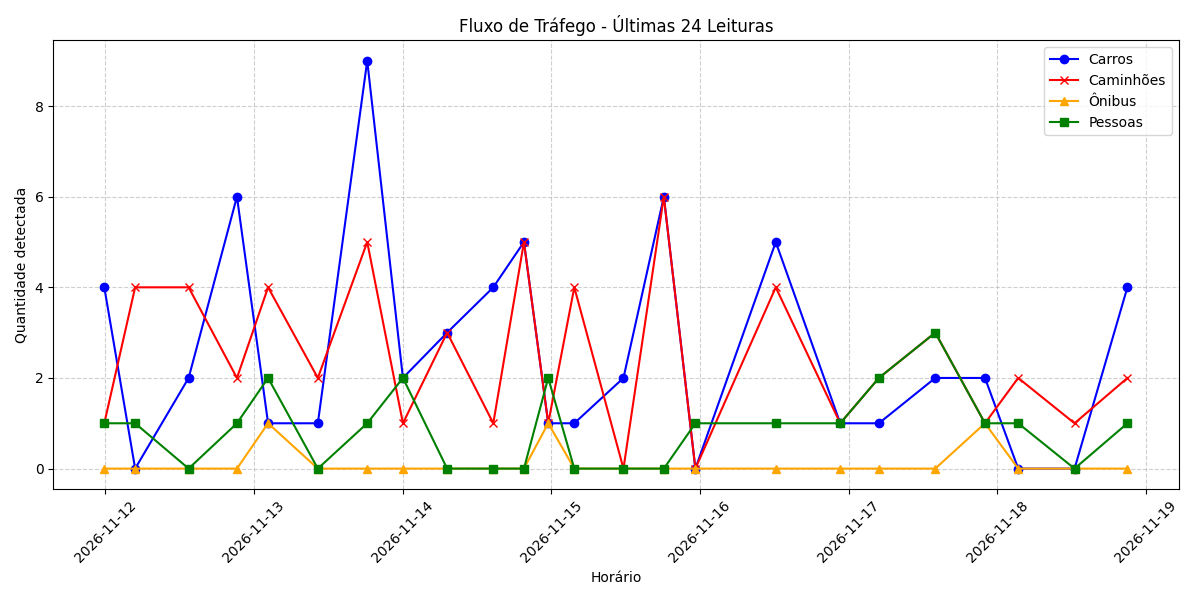 Fluxo de Tráfego - Últimas 24 Leituras
Carros
Caminhões
Ônibus
Pessoas
Quantidade detectada
8
6
4
2
0
2026-11-12
2026-11-13
2026-11-14
2026-11-15
2026-11-16
2026-11-17
2026-11-18
2026-11-19
Horário